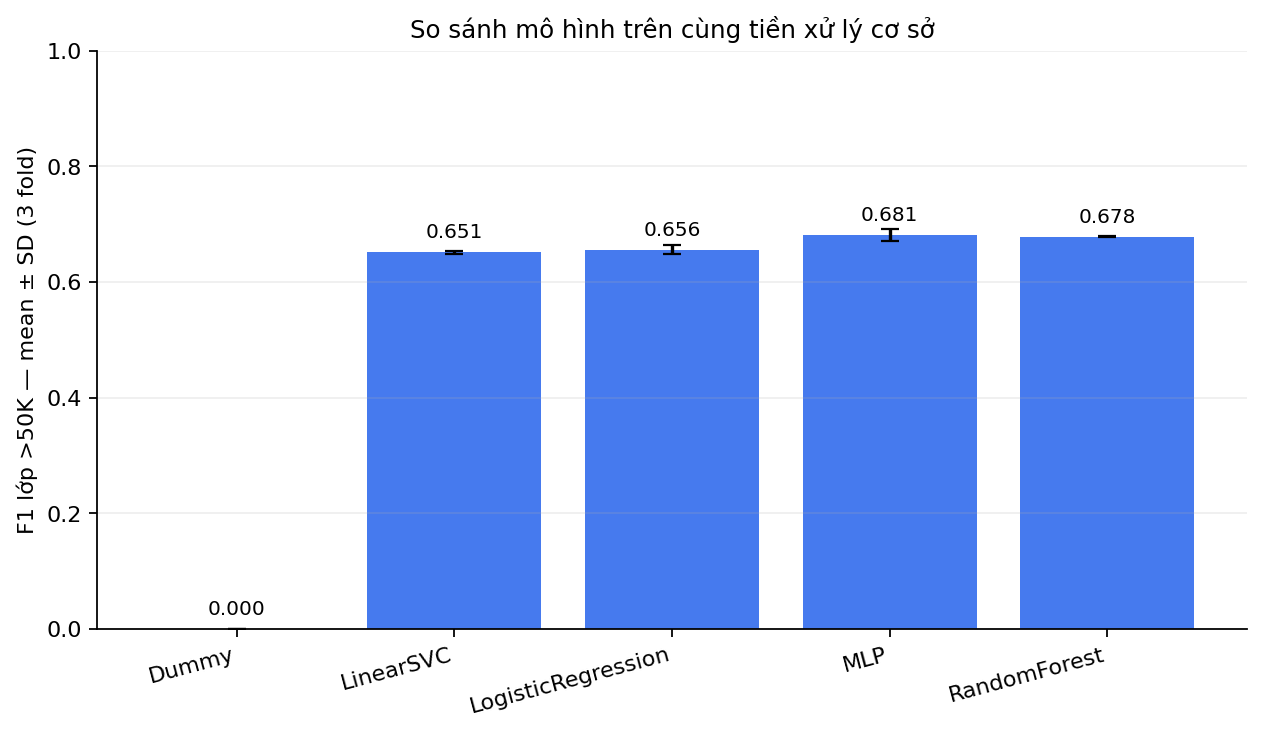 So sánh mô hình trên cùng tiền xử lý cơ sở
F1 lớp >50K — mean ± SD (3 fold)
1.0
0.8
0.6
0.4
0.2
0.0
0.000
0.651
0.656
0.681
0.678
Dummy
LinearSVC
LogisticRegression
MLP
RandomForest